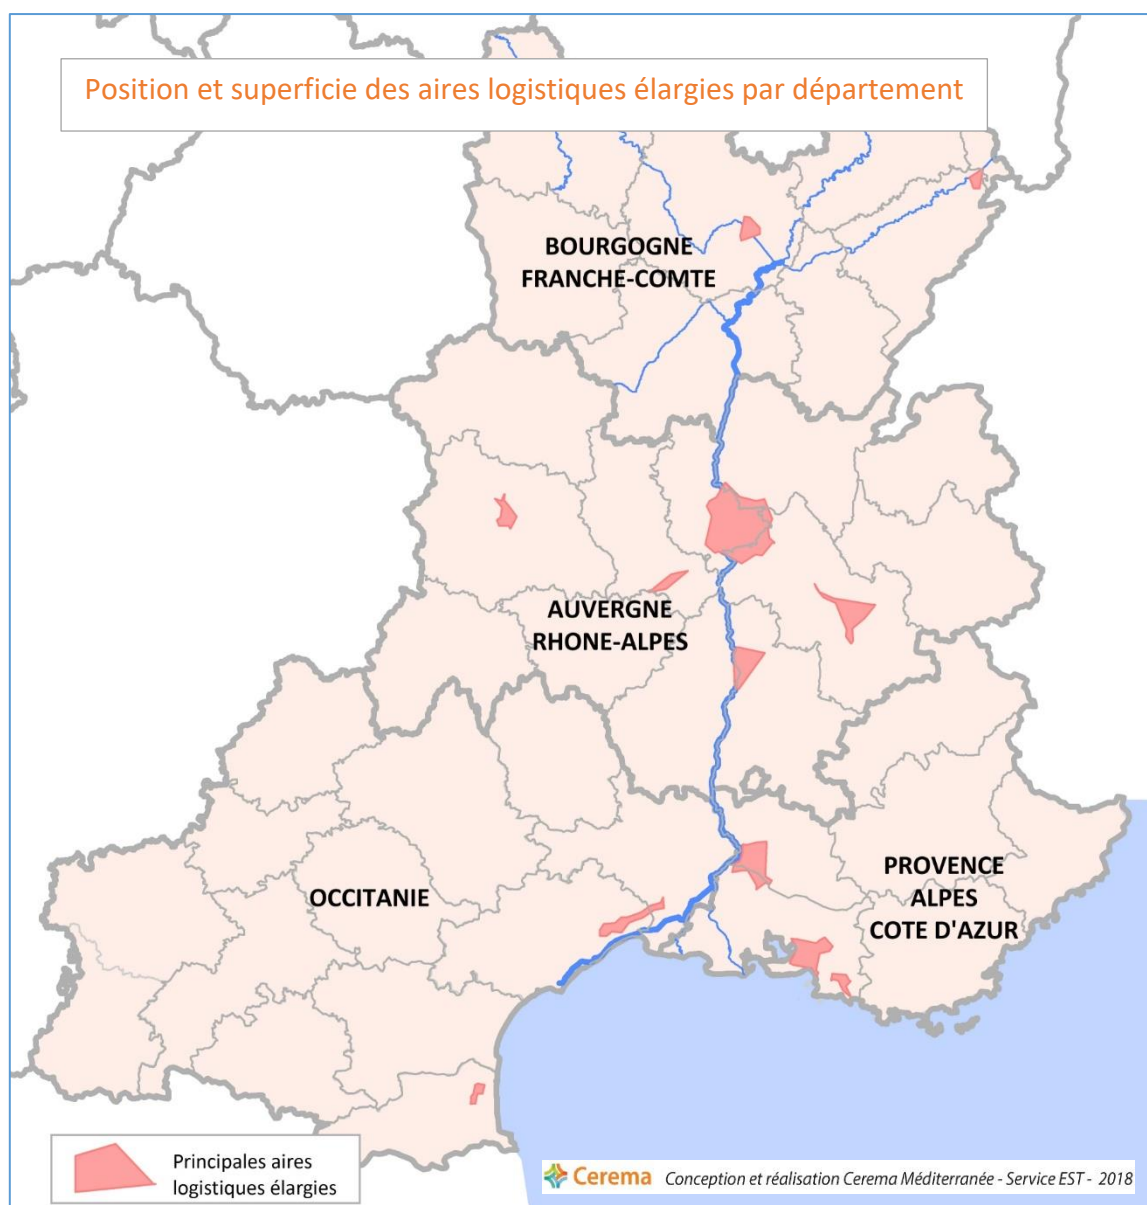 Position et superficie des aires logistiques élargies par département
BOURGOGNE
FRANCHE-COMTE
AUVERGNE
RHONE-ALPES
PROVENCE
ALPES
COTE D'AZUR
OCCITANIE
Principales aires
logistiques élargies
Cerema Conception et réalisation Cerema Méditerranée - Service EST - 2018